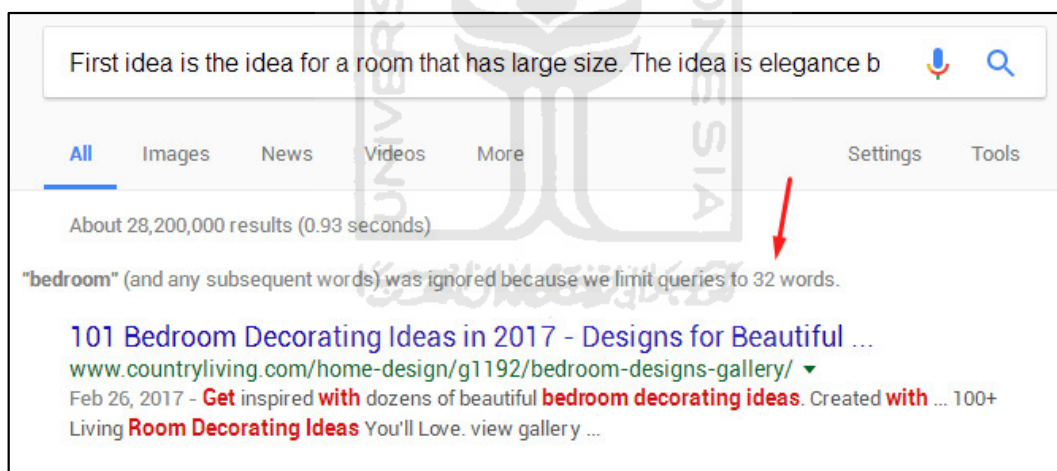 First idea is the idea for a room that has large size. The idea is elegance b
All Images News Videos More Settings Tools
About 28,200,000 results (0.93 seconds)
"bedroom" (and any subsequent words) was ignored because we limit queries to 32 words.
101 Bedroom Decorating Ideas in 2017 - Designs for Beautiful ...
www.countryliving.com/home-design/g1192/bedroom-designs-gallery/
Feb 26, 2017 - Get inspired with dozens of beautiful bedroom decorating ideas. Created with ... 100+
Living Room Decorating Ideas You'll Love. view gallery ...